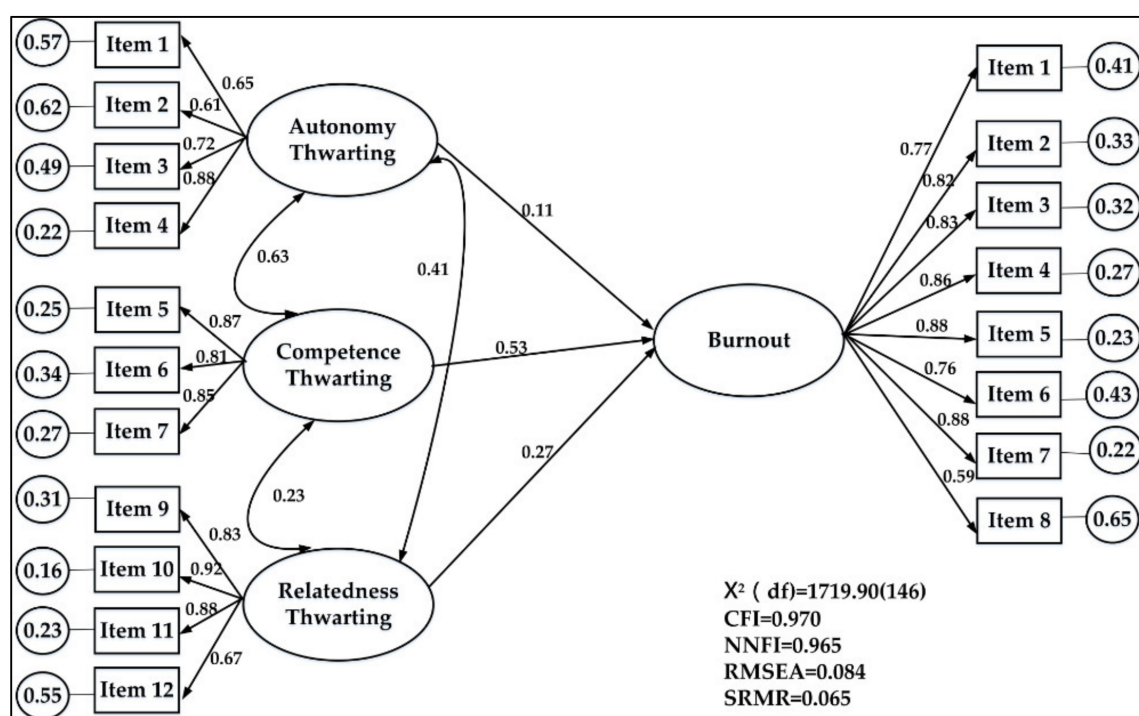 0.57
Item 1
0.65
0.62
Item 2
0.61
0.49
Item 3
0.72
0.22
Item 4
0.88
Autonomy
Thwarting
0.11
0.63
0.41
0.25
Item 5
0.87
0.34
Item 6
0.81
0.27
Item 7
0.85
Competence
Thwarting
0.53
0.23
0.27
0.31
Item 9
0.83
0.16
Item 10
0.92
0.23
Item 11
0.88
0.55
Item 12
0.67
Relatedness
Thwarting
Burnout
0.77
Item 1
0.41
0.82
Item 2
0.33
0.83
Item 3
0.32
0.86
Item 4
0.27
0.88
Item 5
0.23
0.76
Item 6
0.43
0.88
Item 7
0.22
0.59
Item 8
0.65
X² ( df)=1719.90(146)
CFI=0.970
NNFI=0.965
RMSEA=0.084
SRMR=0.065